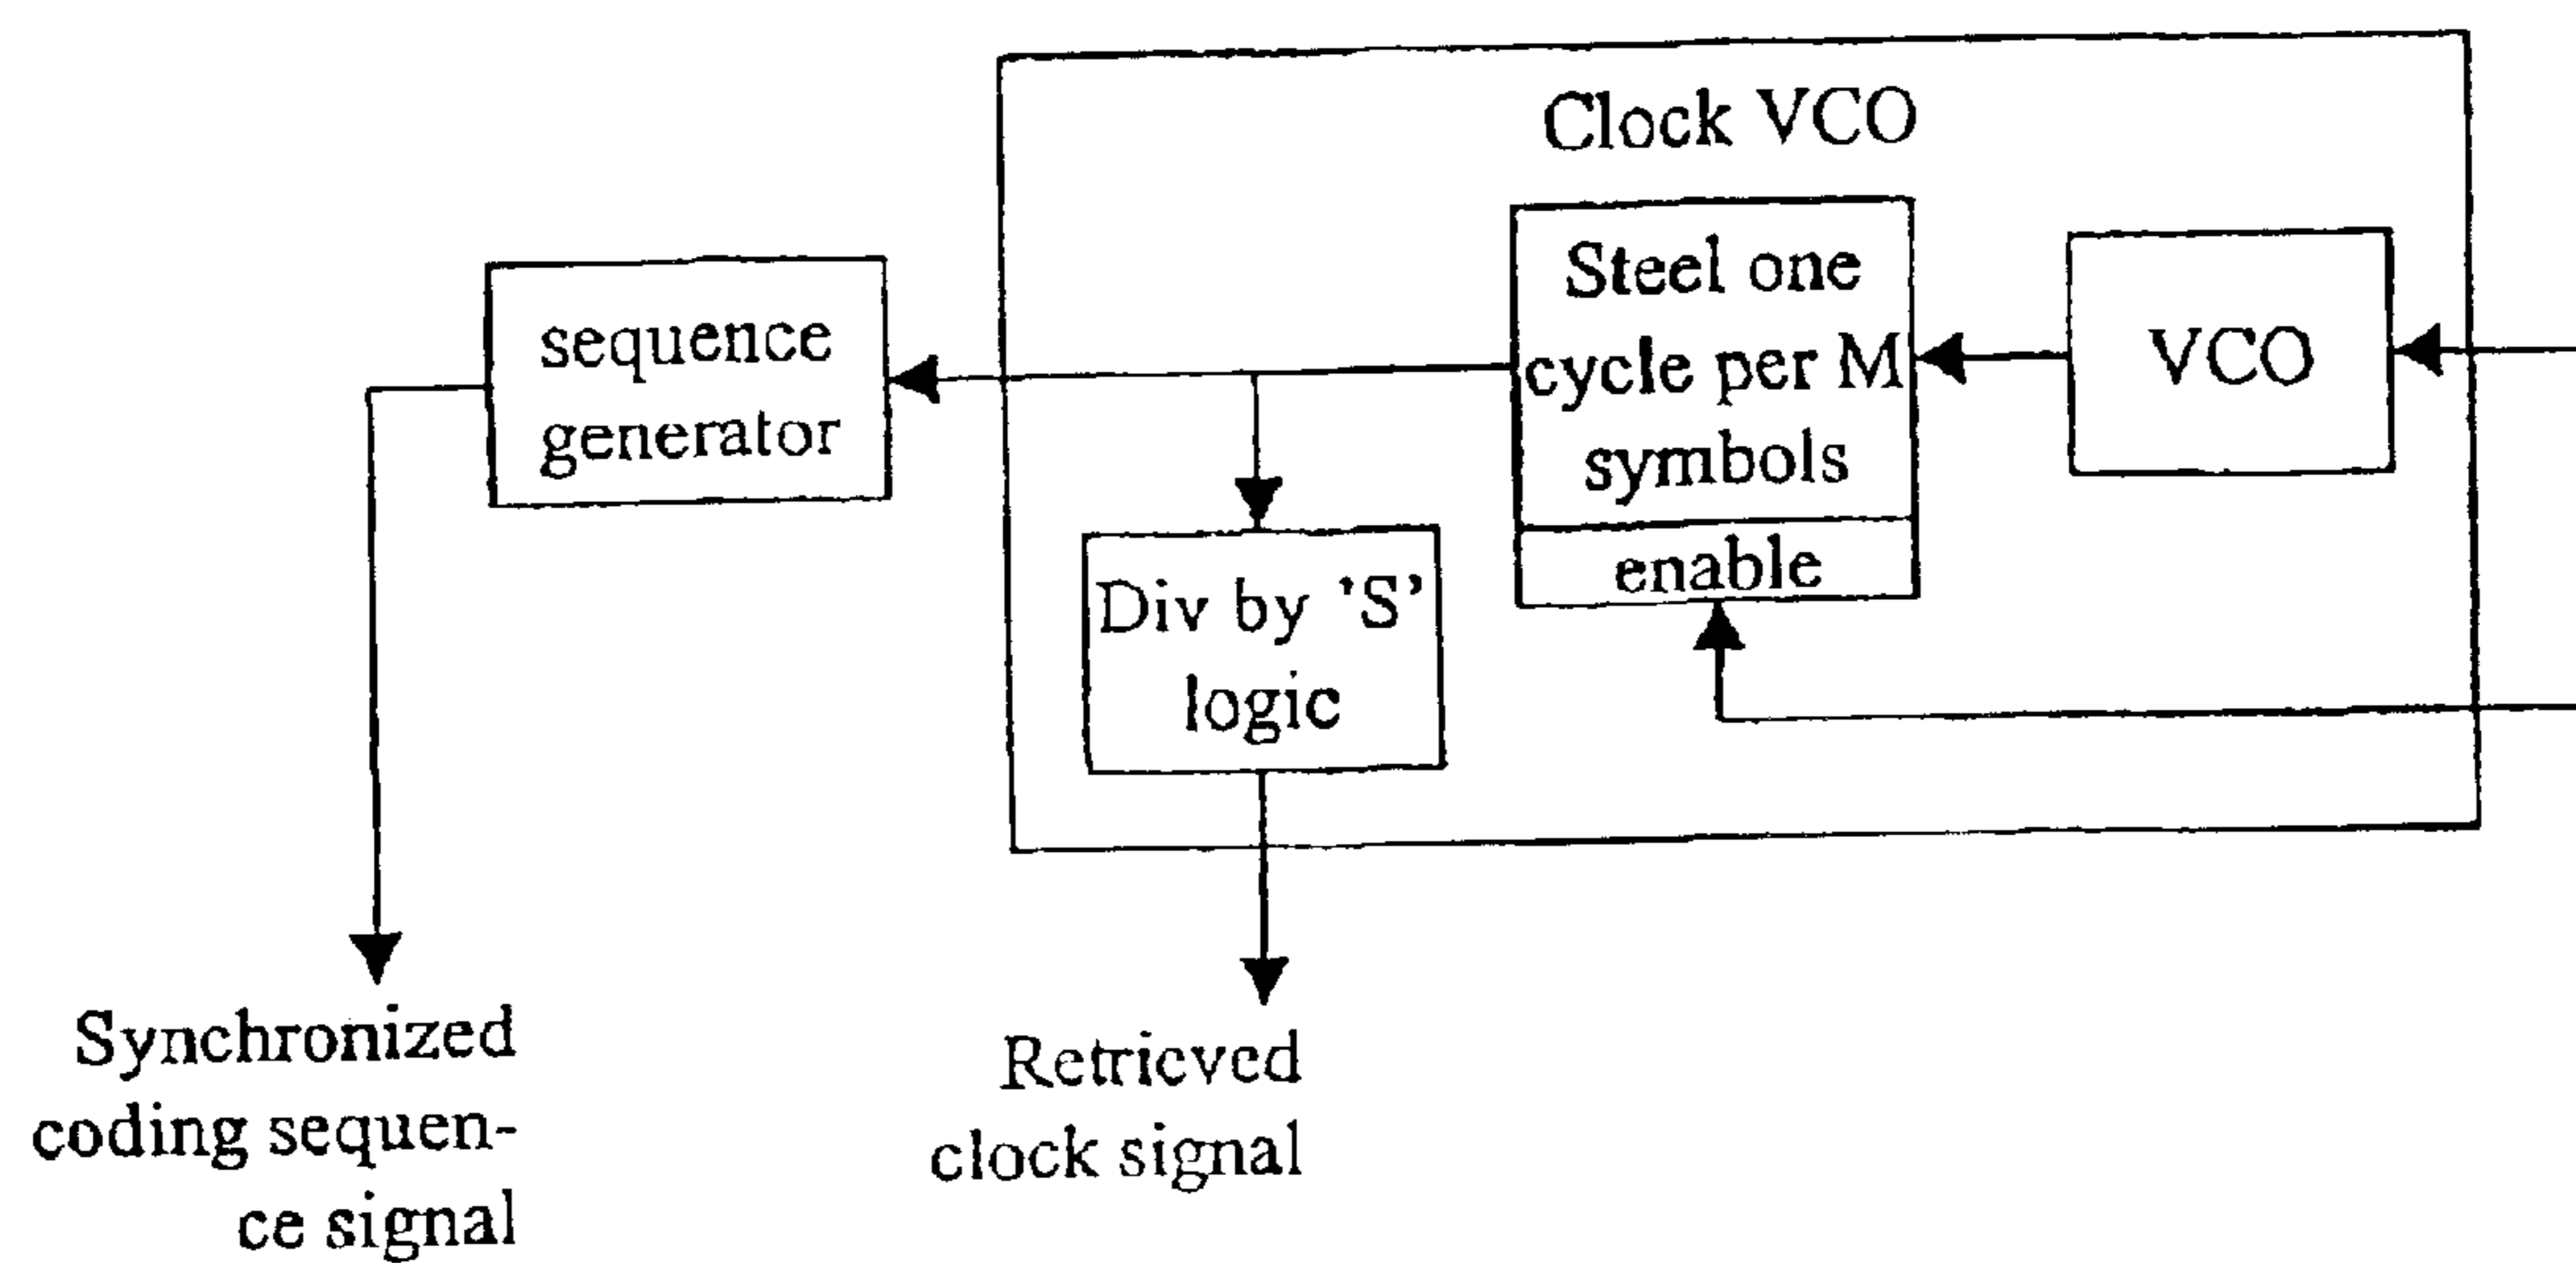 Clock VCO
Steel one
cycle per M
symbols
enable
VCO
sequence
generator
Div by 'S'
logic
Synchronized
coding sequen-
ce signal
Retrieved
clock signal